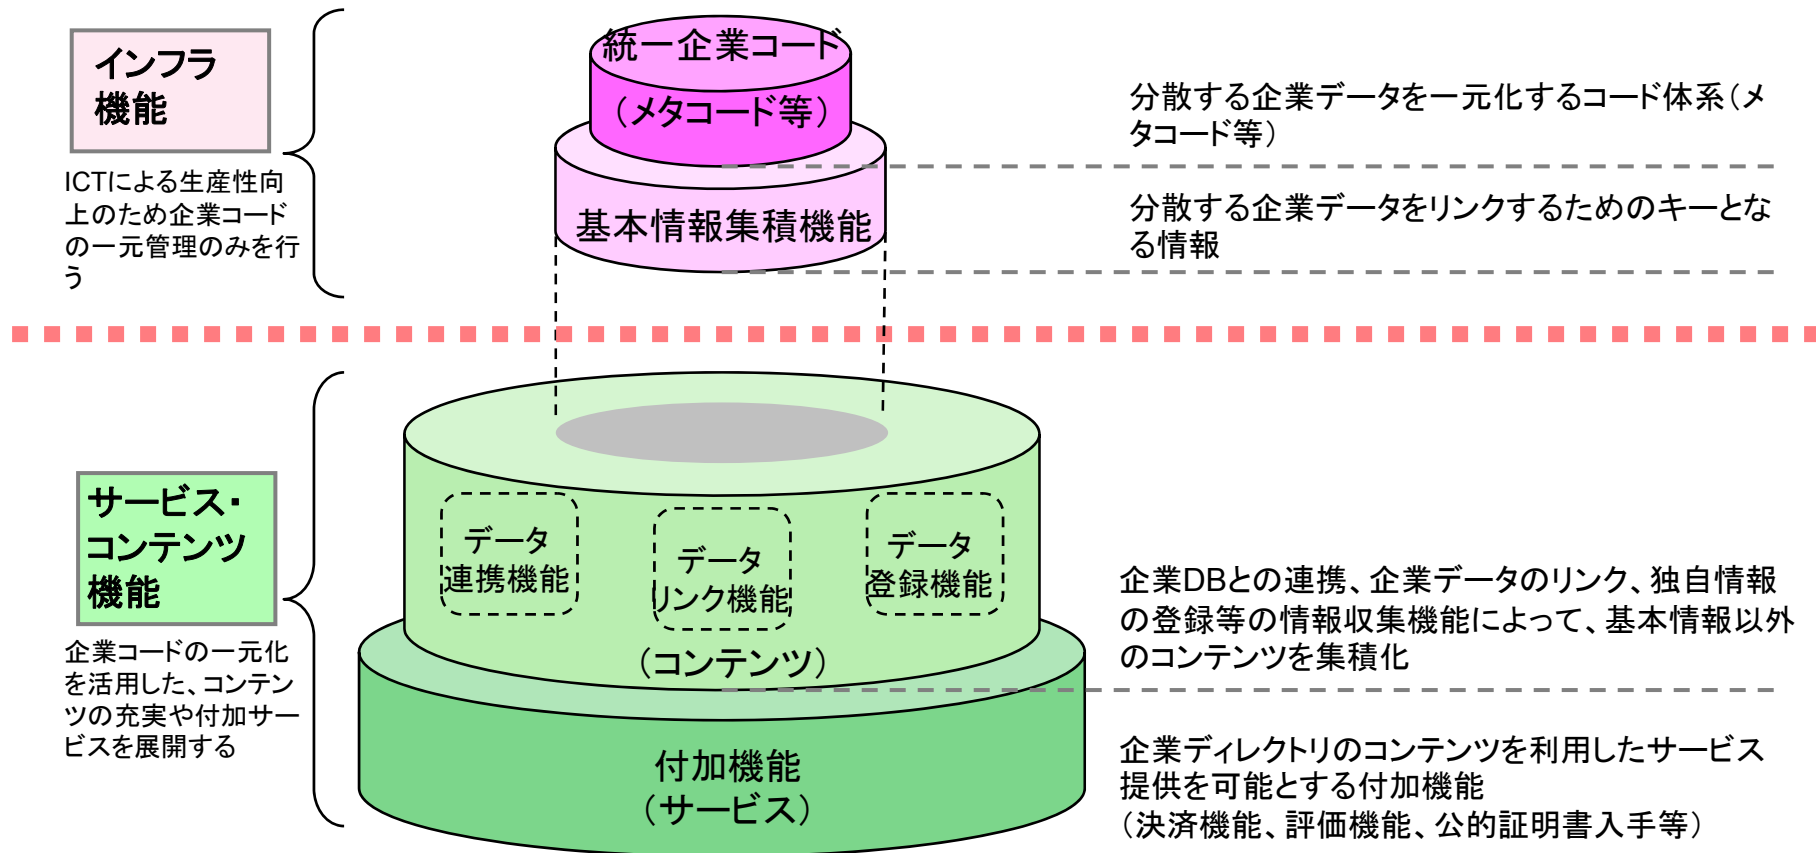 インフラ
機能
ICTによる生産性向
上のため企業コード
の一元管理のみを行
う
統一企業コード
（メタコード等）
基本情報集積機能
分散する企業データを一元化するコード体系（メ
タコード等）
分散する企業データをリンクするためのキーとな
る情報
サービス・
コンテンツ
機能
企業コードの一元化
を活用した、コンテン
ツの充実や付加サー
ビスを展開する
データ
連携機能
データ
リンク機能
データ
登録機能
（コンテンツ）
付加機能
（サービス）
企業DBとの連携、企業データのリンク、独自情報
の登録等の情報収集機能によって、基本情報以外
のコンテンツを集積化
企業ディレクトリのコンテンツを利用したサービス
提供を可能とする付加機能
（決済機能、評価機能、公的証明書入手等）